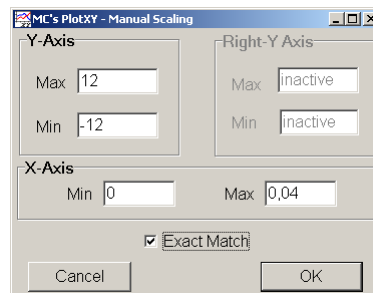 MC's PlotXY - Manual Scaling
Y-Axis
Right-Y Axis
Max 12
Max inactive
Min -12
Min inactive
X-Axis
Min 0
Max 0,04
Exact Match
Cancel
OK